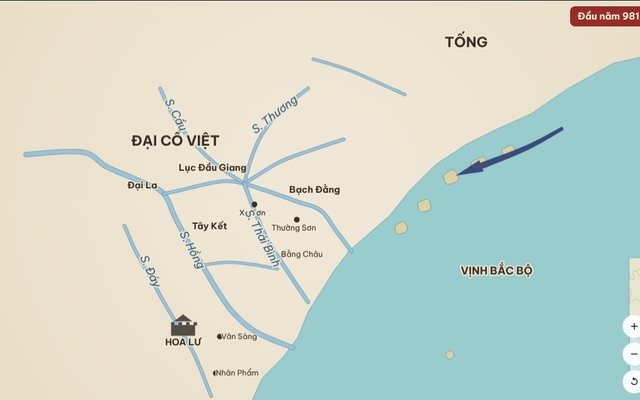 Đầu năm 981
TỐNG
S. Cầu
S. Thương
ĐẠI CỒ VIỆT
Lục Đầu Giang
Đại La
Bạch Đằng
Tây Kết
Thường Sơn
S. Thái Bình
S. Hồng
Bằng Châu
S. Đáy
VỊNH BẮC BỘ
HOA LƯ
Vân Sàng
Nhân Phẩm
+
−